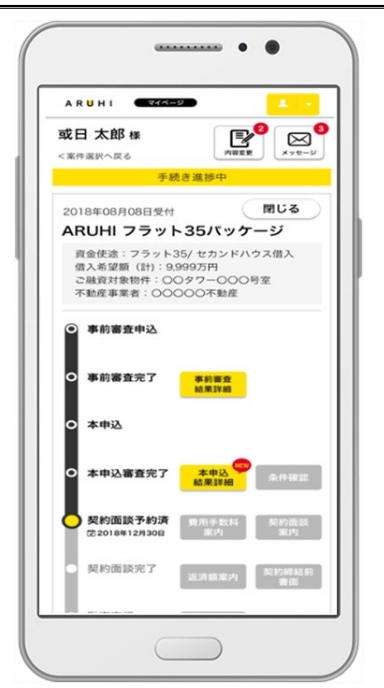 ARUHI マイページ
或日 太郎 様
内容変更 2
メッセージ 3
<案件選択へ戻る
手続き進捗中
2018年08月08日受付
閉じる
ARUHI フラット35パッケージ
資金使途：フラット35/ セカンドハウス借入
借入希望額（計）：9,999万円
ご融資対象物件：〇〇タワー〇〇〇号室
不動産事業者：〇〇〇〇〇不動産
事前審査申込
事前審査完了
事前審査
結果詳細
本申込
本申込審査完了
本申込
結果詳細
NEW
条件確認
契約面談予約済
2018年12月30日
費用手数料
案内
契約面談
案内
契約面談完了
返済額案内
契約締結前
書面